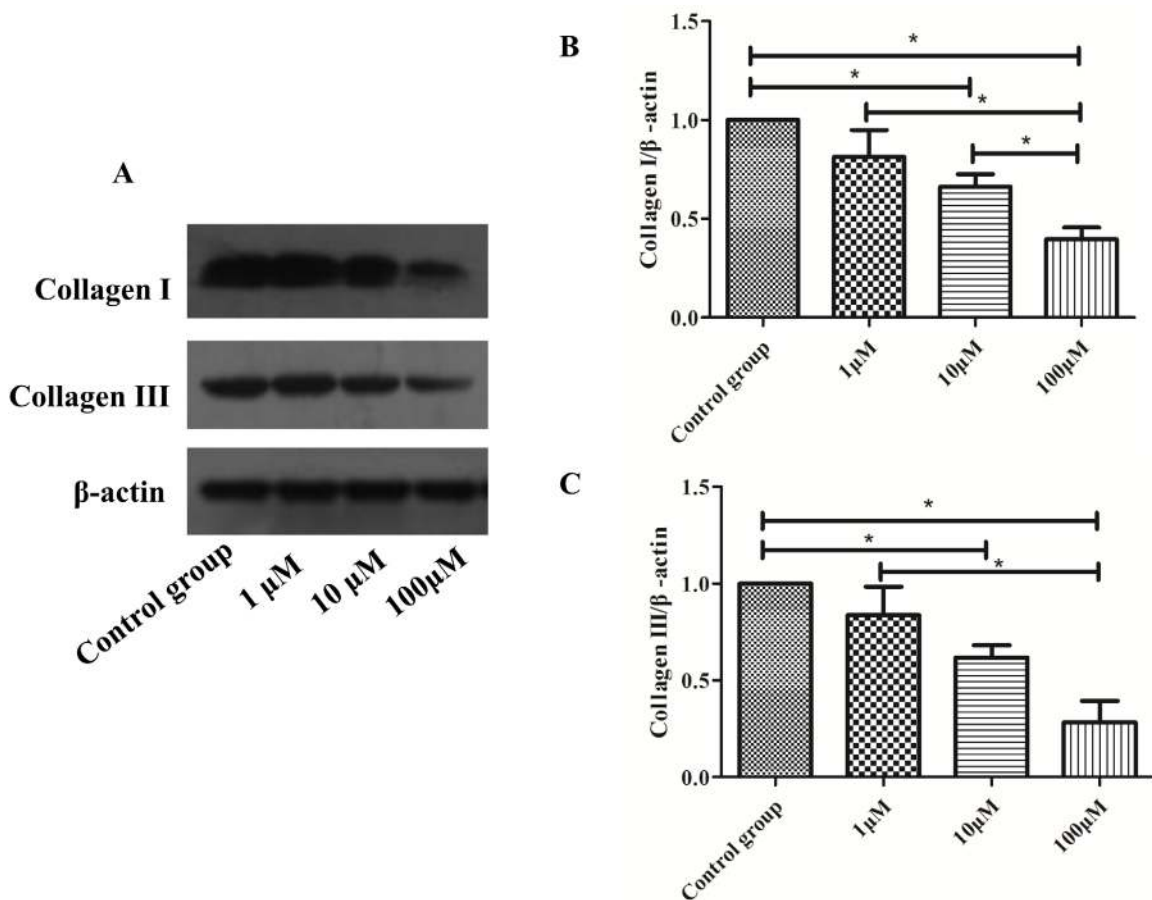 A
Collagen I
Collagen III
β-actin
Control group
1 μM
10 μM
100μM
B
Collagen I/β -actin
1.5
1.0
0.5
0.0
*
*
*
*
Control group
1μM
10μM
100μM
C
Collagen III/β -actin
1.5
1.0
0.5
0.0
*
*
*
Control group
1μM
10μM
100μM